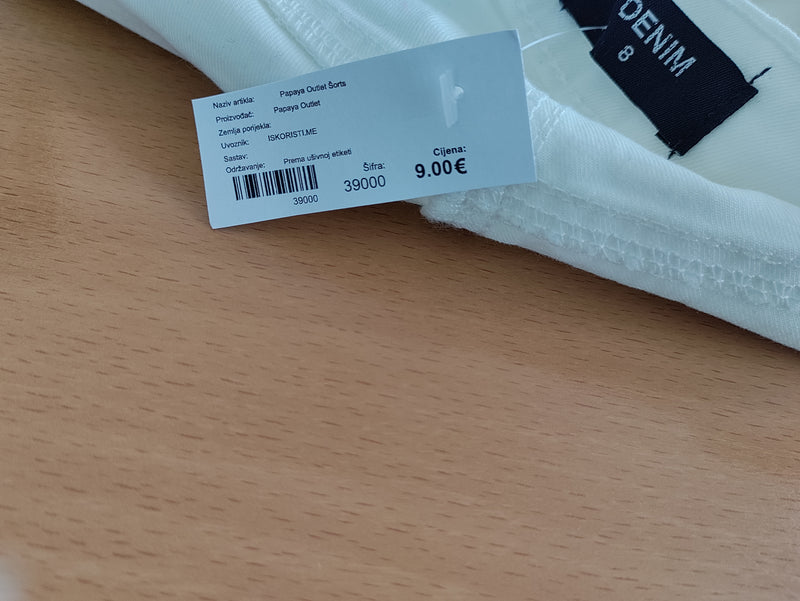 Naziv artikla: Papaya Outlet Šorts
Proizvođač: Papaya Outlet
Zemlja porijekla:
Uvoznik: ISKORISTI.ME
Sastav:
Održavanje: Prema ušivnoj etiketi
39000
Šifra:
39000
Cijena:
9.00€
DENIM
8